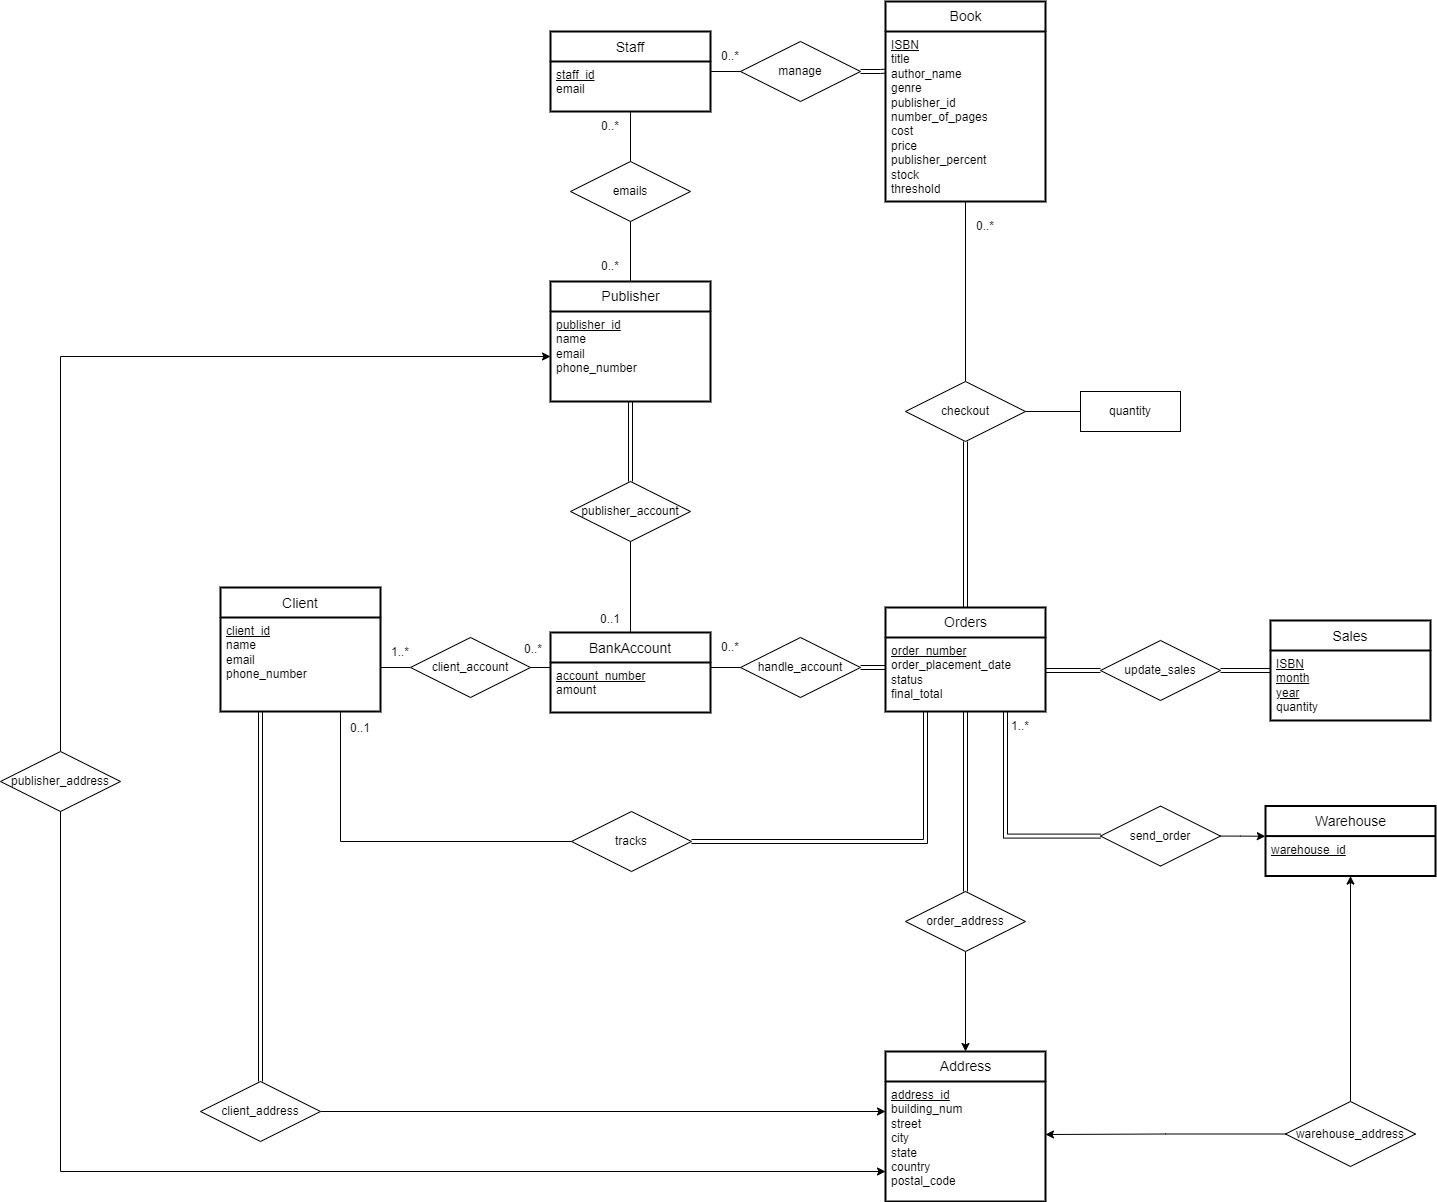 Book
ISBN
title
author_name
genre
publisher_id
number_of_pages
cost
price
publisher_percent
stock
threshold
Staff
staff_id
email
0..*
manage
0..*
emails
0..*
0..*
Publisher
publisher_id
name
email
phone_number
checkout
quantity
publisher_account
0..1
Client
client_id
name
email
phone_number
1..*
client_account
0..*
BankAccount
account_number
amount
0..*
handle_account
Orders
order_number
order_placement_date
status
final_total
update_sales
Sales
ISBN
month
year
quantity
0..1
1..*
publisher_address
tracks
send_order
Warehouse
warehouse_id
order_address
client_address
Address
address_id
building_num
street
city
state
country
postal_code
warehouse_address